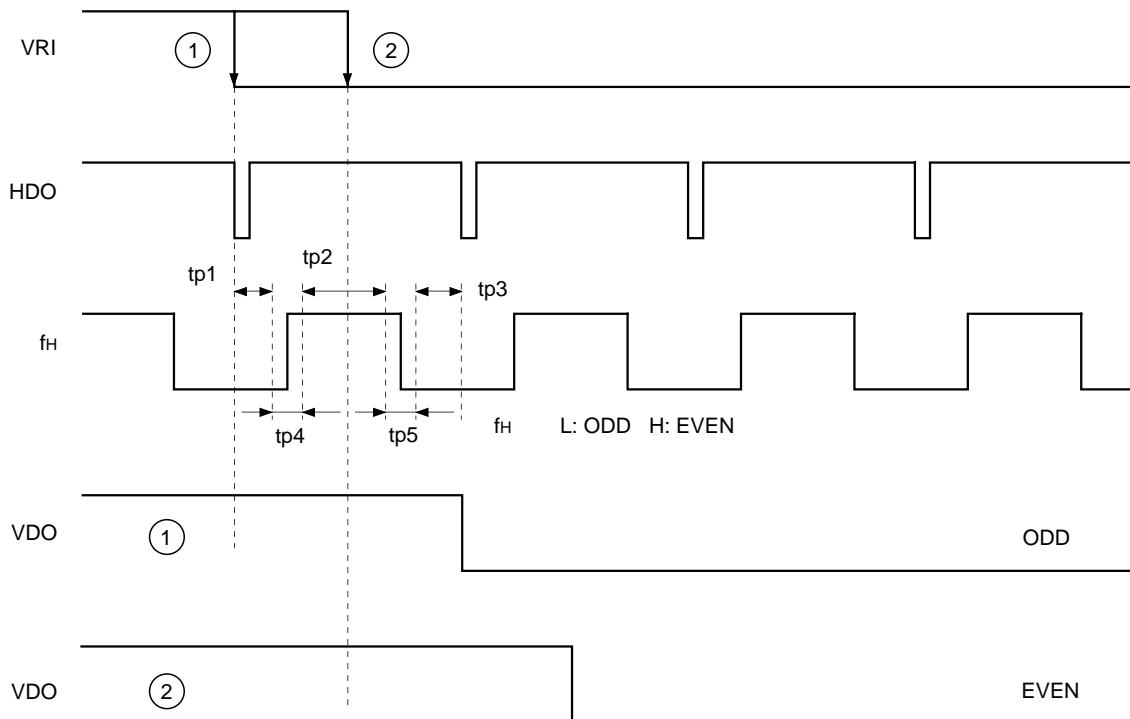 VRI
1
2
HDO
tp1
tp2
tp3
fH
tp4
tp5
fH L: ODD H: EVEN
VDO
1
ODD
VDO
2
EVEN